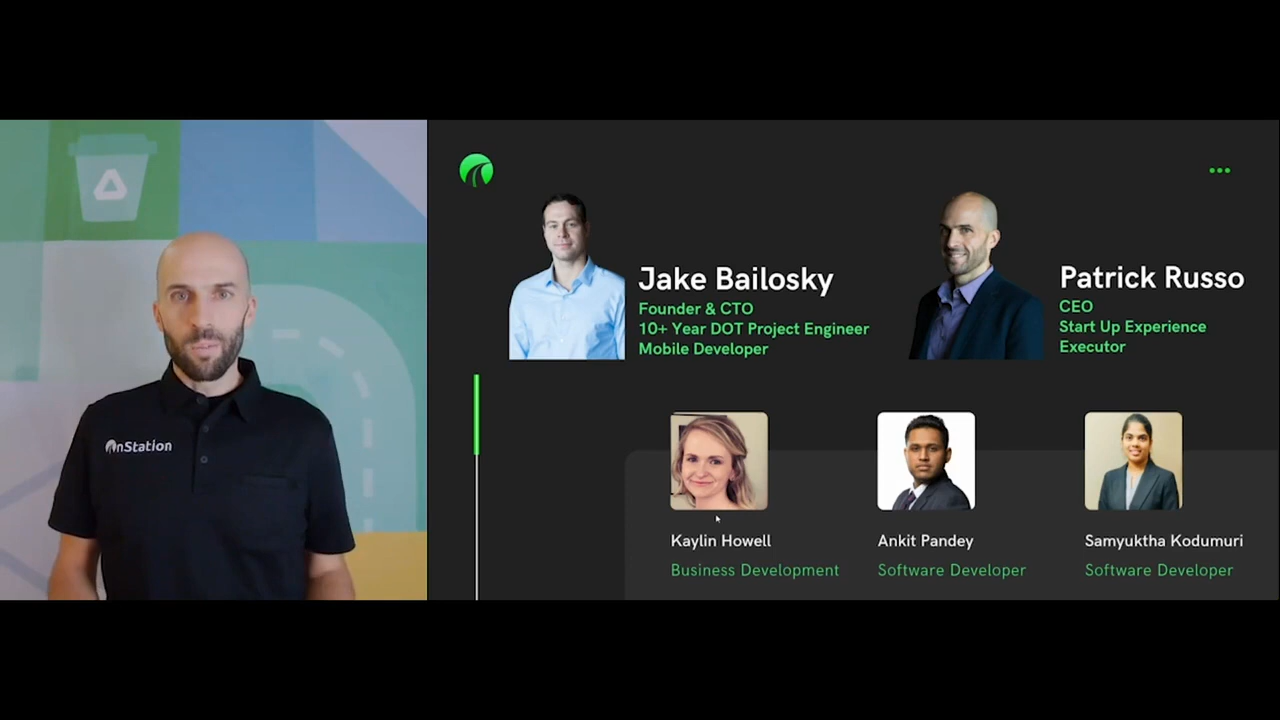 OnStation
Jake Bailosky
Founder & CTO
10+ Year DOT Project Engineer
Mobile Developer
Patrick Russo
CEO
Start Up Experience
Executor
Kaylin Howell
Business Development
Ankit Pandey
Software Developer
Samyuktha Kodumuri
Software Developer